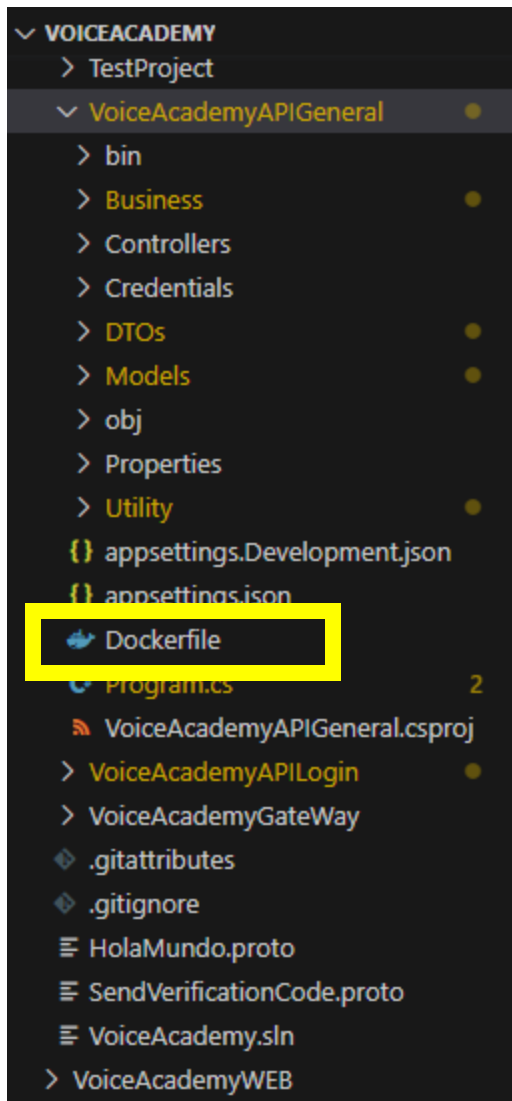 VOICEACADEMY
TestProject
VoiceAcademyAPIGeneral
bin
Business
Controllers
Credentials
DTOs
Models
obj
Properties
Utility
{} appsettings.Development.json
{} appsettings.json
Dockerfile
Program.cs 2
VoiceAcademyAPIGeneral.csproj
VoiceAcademyAPILogin
VoiceAcademyGateWay
.gitattributes
.gitignore
HolaMundo.proto
SendVerificationCode.proto
VoiceAcademy.sln
VoiceAcademyWEB